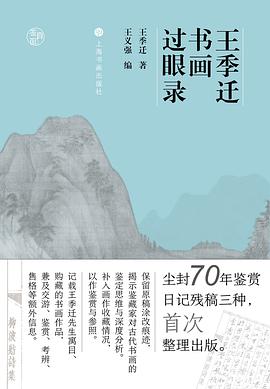 王季迁
书画
过眼录
王季迁 著
王义强 编
上海书画出版社
尘封70年鉴赏
日记残稿三种，
首次
整理出版。
保留原稿涂改痕迹，
揭示鉴藏家对古代书画的
鉴定思维与深度分析。
补入画作收藏情况，
以作鉴赏与参照。
记载王季迁先生寓目、
购藏的书画作品，
兼及交游、鉴赏、考辨、
售格等额外信息。